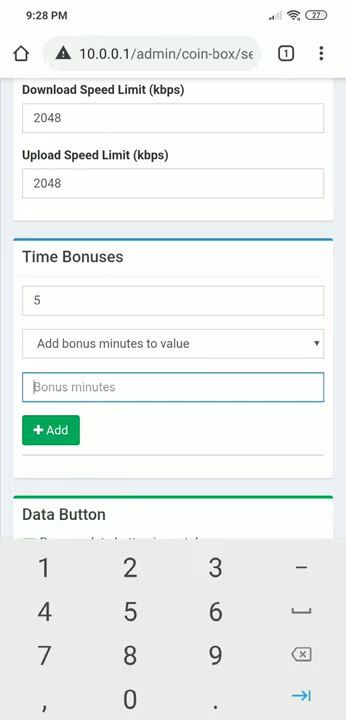 9:28 PM
27
10.0.0.1/admin/coin-box/se
1
Download Speed Limit (kbps)
2048
Upload Speed Limit (kbps)
2048
Time Bonuses
5
Add bonus minutes to value
Bonus minutes
+ Add
Data Button
1 2 3 -
4 5 6
7 8 9
, 0 .